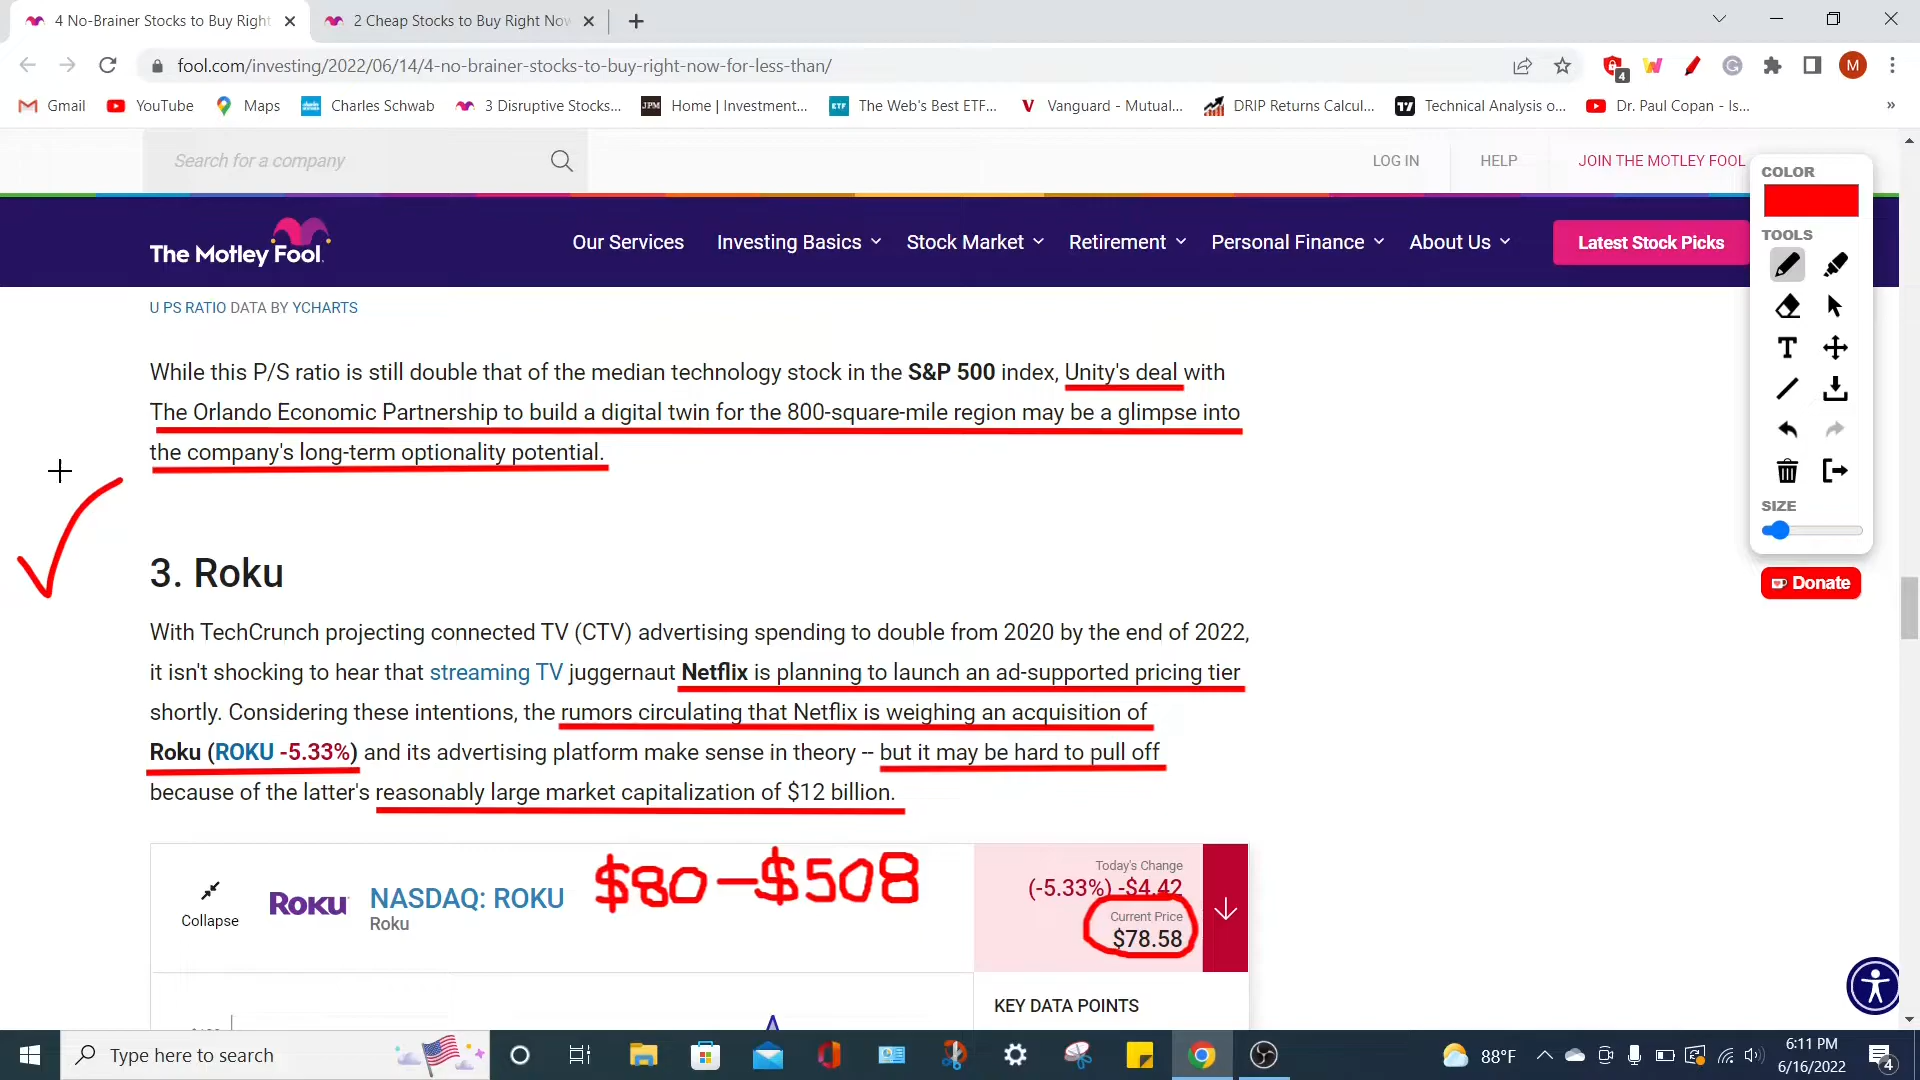 4 No-Brainer Stocks to Buy Right
2 Cheap Stocks to Buy Right Now
fool.com/investing/2022/06/14/4-no-brainer-stocks-to-buy-right-now-for-less-than/
4
M
Gmail
YouTube
Maps
Charles Schwab
3 Disruptive Stocks...
JPM
Home | Investment...
ETF
The Web's Best ETF...
V
Vanguard - Mutual...
DRIP Returns Calcul...
Technical Analysis o...
Dr. Paul Copan - Is...
»
Search for a company
LOG IN
HELP
JOIN THE MOTLEY FOOL
COLOR
TOOLS
SIZE
Donate
The Motley Fool.
Our Services
Investing Basics
Stock Market
Retirement
Personal Finance
About Us
Latest Stock Picks
U PS RATIO DATA BY YCHARTS
While this P/S ratio is still double that of the median technology stock in the S&P 500 index, Unity's deal with
The Orlando Economic Partnership to build a digital twin for the 800-square-mile region may be a glimpse into
the company's long-term optionality potential.
3. Roku
With TechCrunch projecting connected TV (CTV) advertising spending to double from 2020 by the end of 2022,
it isn't shocking to hear that streaming TV juggernaut Netflix is planning to launch an ad-supported pricing tier
shortly. Considering these intentions, the rumors circulating that Netflix is weighing an acquisition of
Roku (ROKU -5.33%) and its advertising platform make sense in theory -- but it may be hard to pull off
because of the latter's reasonably large market capitalization of $12 billion.
Collapse
Roku
NASDAQ: ROKU
Roku
$80-$508
Today's Change
(-5.33%) -$4.42
Current Price
$78.58
KEY DATA POINTS
Type here to search
88°F
6:11 PM
6/16/2022
4